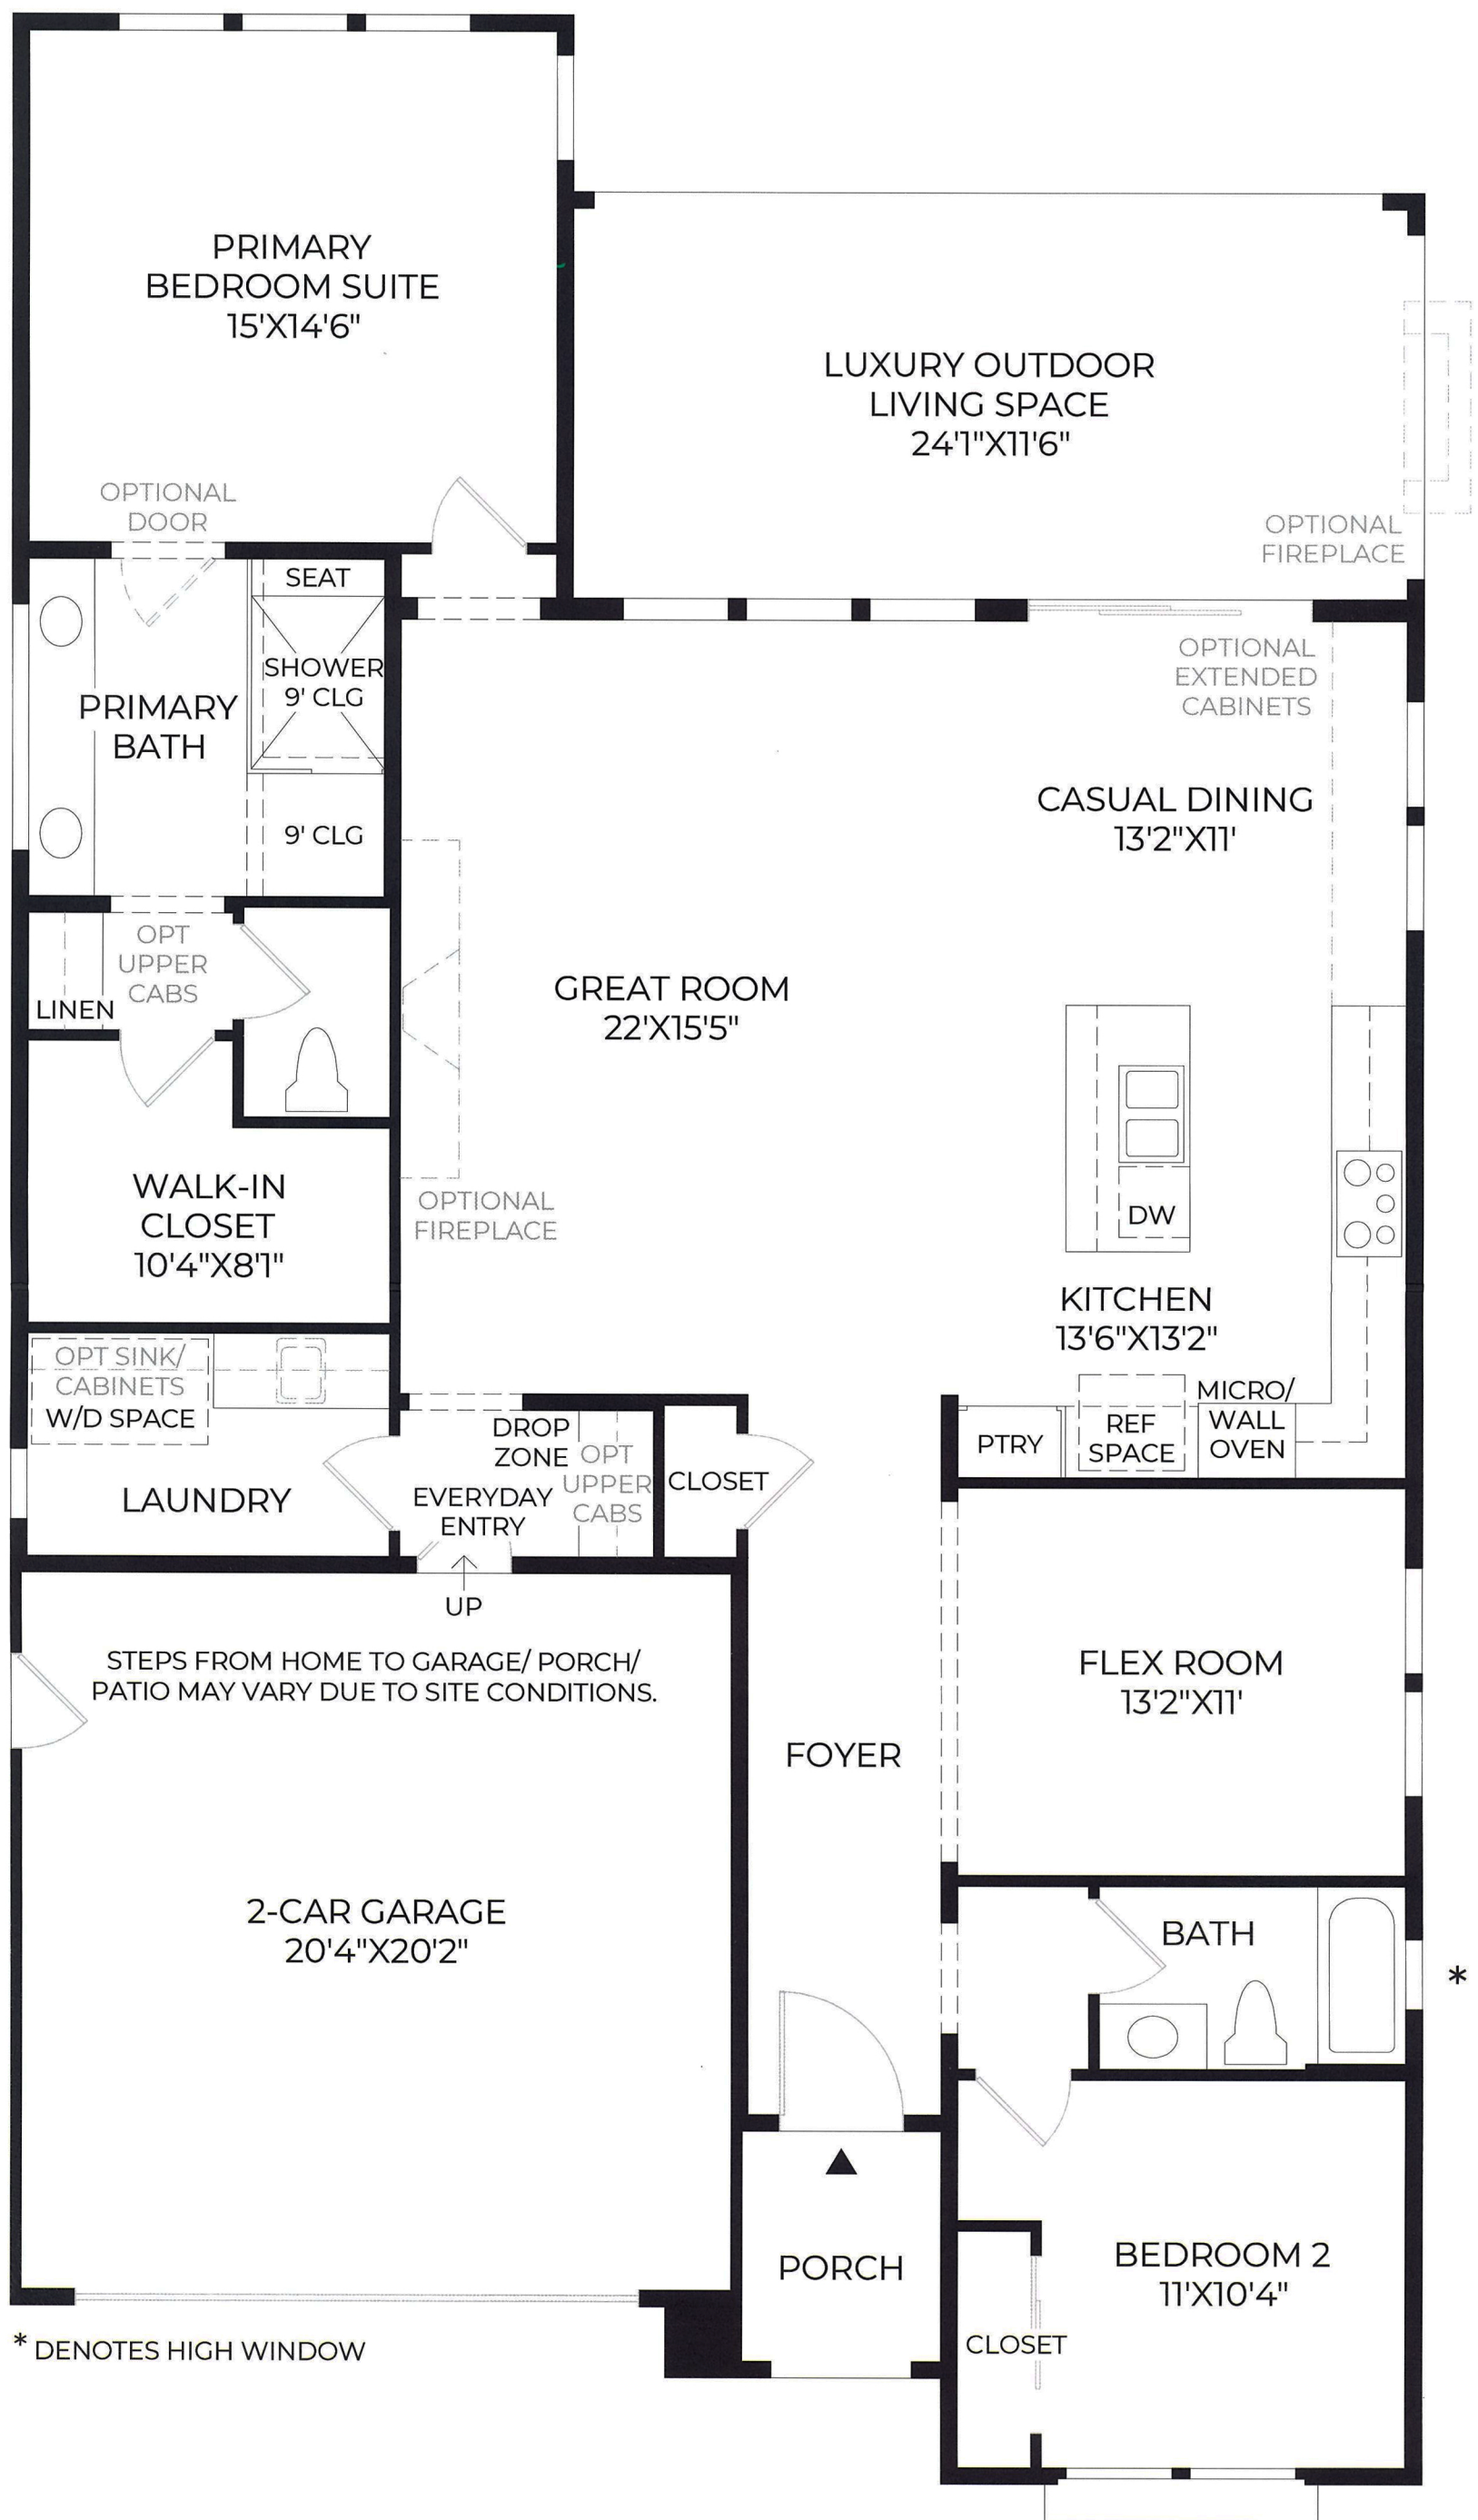 PRIMARY
BEDROOM SUITE
15'X14'6"
LUXURY OUTDOOR
LIVING SPACE
24'1"X11'6"
OPTIONAL
DOOR
OPTIONAL
FIREPLACE
SEAT
SHOWER
9' CLG
PRIMARY
BATH
9' CLG
OPTIONAL
EXTENDED
CABINETS
CASUAL DINING
13'2"X11'
OPT
UPPER
CABS
LINEN
GREAT ROOM
22'X15'5"
WALK-IN
CLOSET
10'4"X8'1"
OPTIONAL
FIREPLACE
DW
KITCHEN
13'6"X13'2"
OPT SINK/
CABINETS
W/D SPACE
LAUNDRY
DROP
ZONE
OPT
UPPER
CABS
EVERYDAY
ENTRY
CLOSET
PTRY
REF
SPACE
MICRO/
WALL
OVEN
UP
STEPS FROM HOME TO GARAGE/ PORCH/
PATIO MAY VARY DUE TO SITE CONDITIONS.
FLEX ROOM
13'2"X11'
FOYER
2-CAR GARAGE
20'4"X20'2"
BATH
*
PORCH
BEDROOM 2
11'X10'4"
CLOSET
* DENOTES HIGH WINDOW